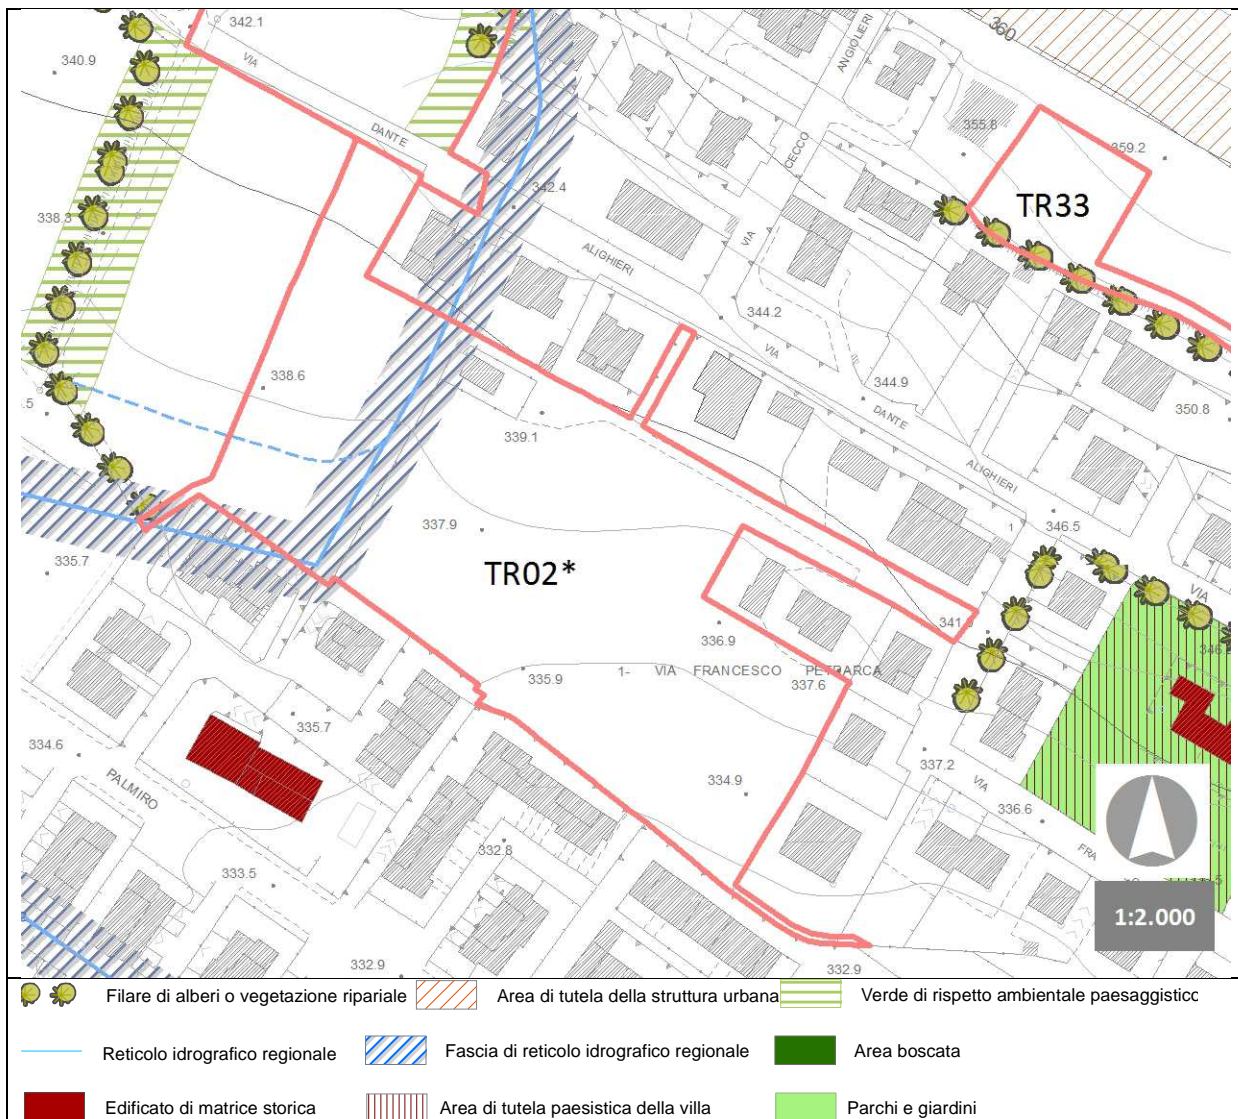 342.1
360
VIA
340.9
ANGIOLIERI
DANTE
355.8
CECCO
359.2
342.4
TR33
338.3
VIA
ALIGHIERI
344.2
VIA
338.6
344.9
DANTE
350.8
.5
339.1
ALIGHIERI
337.9
1
346.5
335.7
TR02*
VIA
336.9
335.9
1- VIA FRANCESCO PETRARCA
337.6
335.7
334.6
334.9
337.2
PALMIRO
VIA
336.6
FRA
332.8
333.5
1:2.000
332.9
332.9
Filare di alberi o vegetazione ripariale
Area di tutela della struttura urbana
Verde di rispetto ambientale paesaggistico
Reticolo idrografico regionale
Fascia di reticolo idrografico regionale
Area boscata
Edificato di matrice storica
Area di tutela paesistica della villa
Parchi e giardini